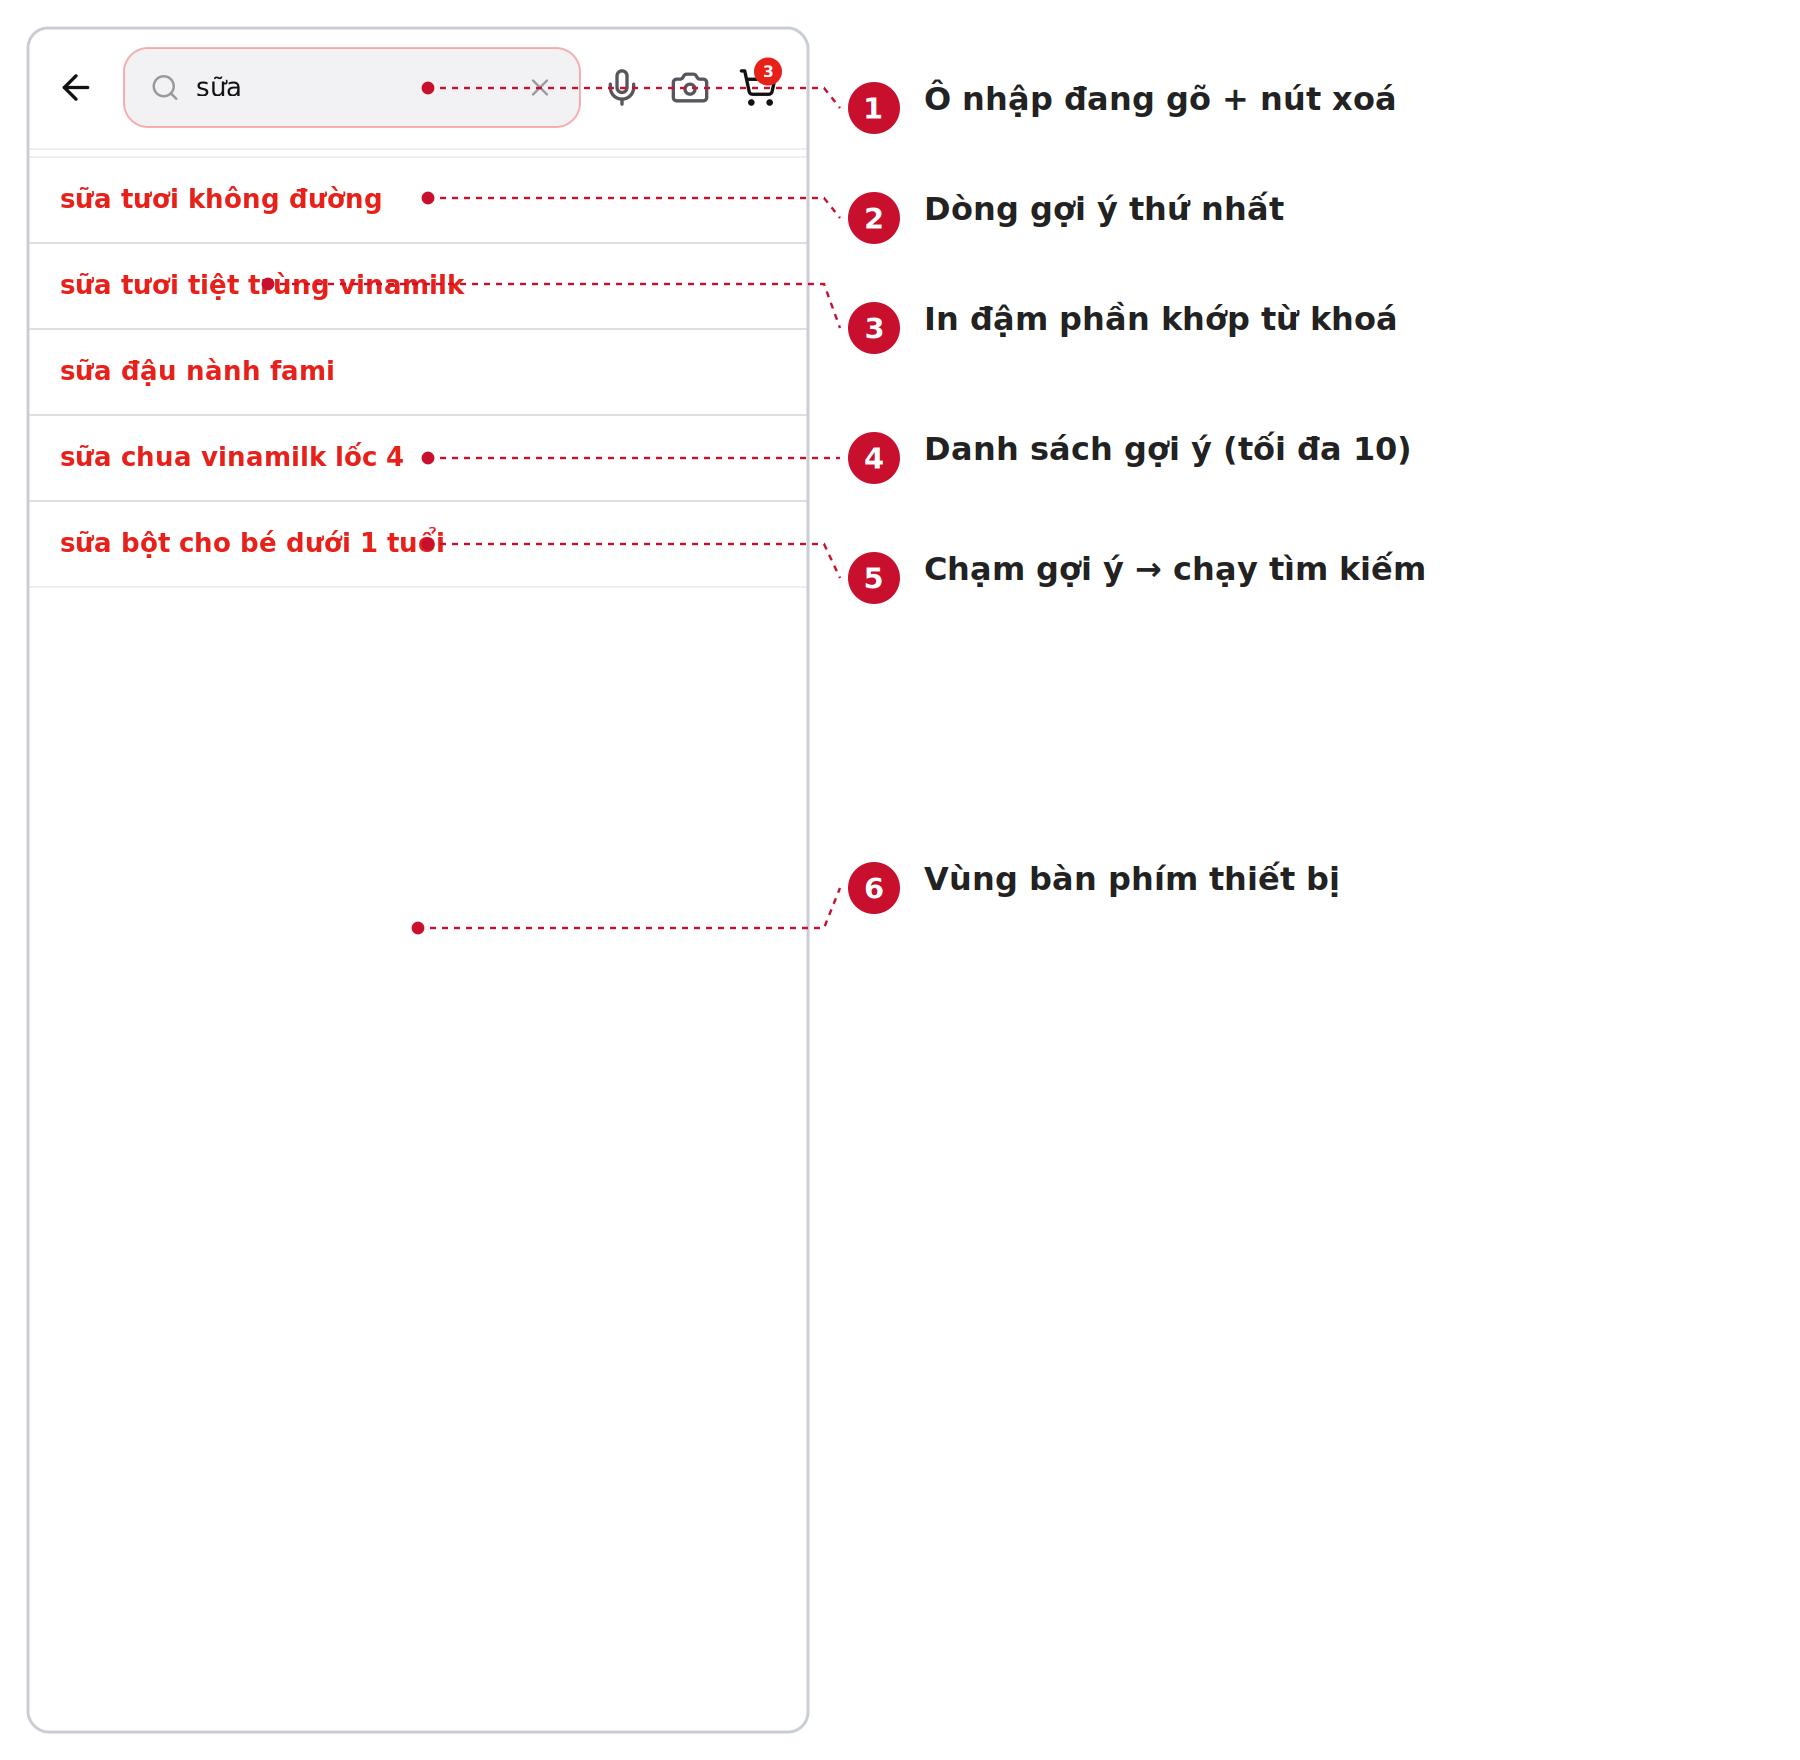 sữa
3
1 Ô nhập đang gõ + nút xoá
sữa tươi không đường
2 Dòng gợi ý thứ nhất
sữa tươi tiệt trùng vinamilk
3 In đậm phần khớp từ khoá
sữa đậu nành fami
sữa chua vinamilk lốc 4
4 Danh sách gợi ý (tối đa 10)
sữa bột cho bé dưới 1 tuổi
5 Chạm gợi ý → chạy tìm kiếm
6 Vùng bàn phím thiết bị